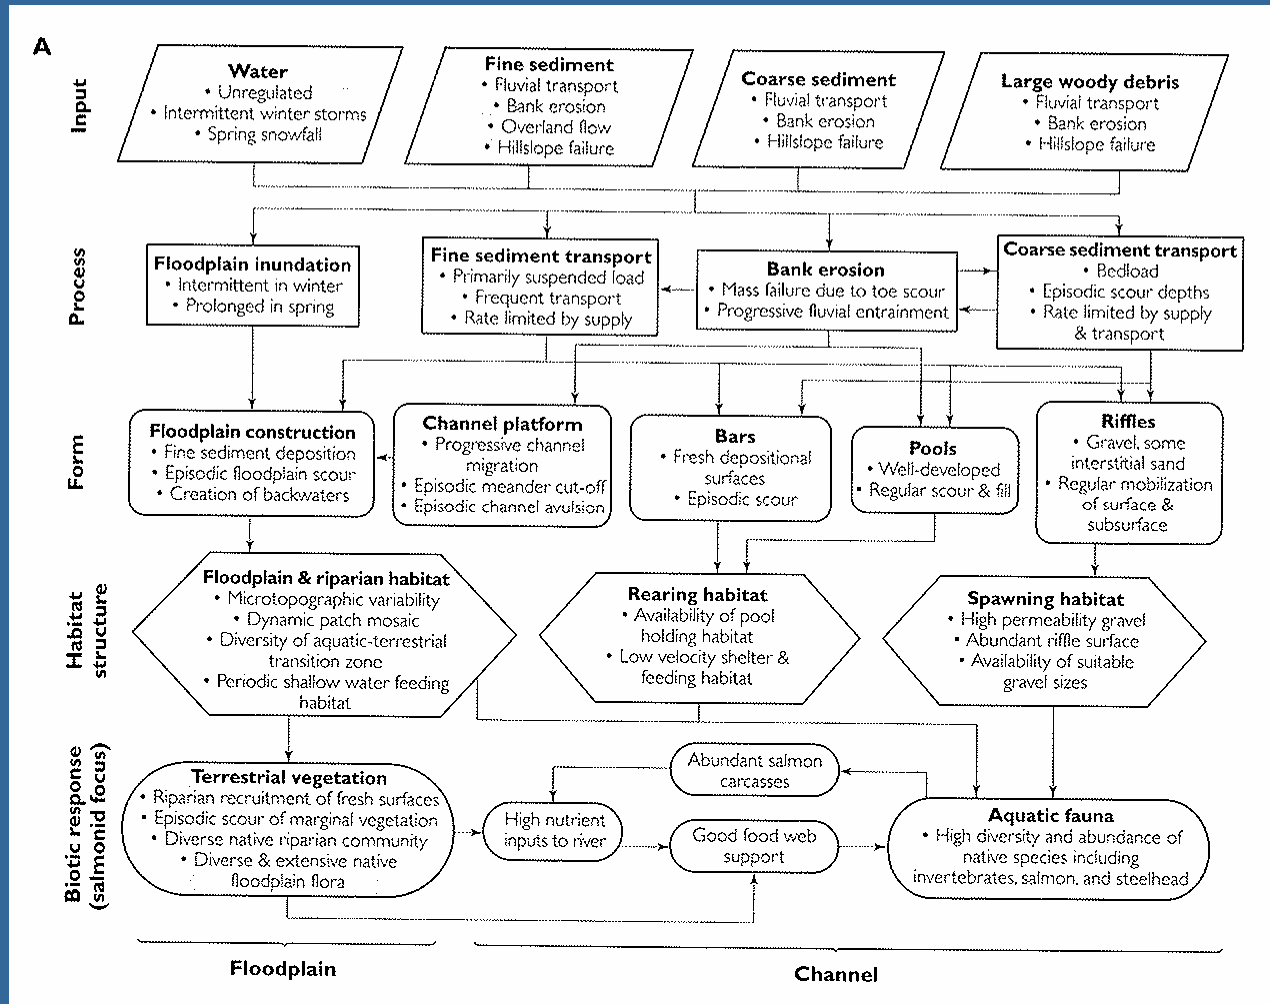 A
Input
Water
• Unregulated
• Intermittent winter storms
• Spring snowfall
Fine sediment
• Fluvial transport
• Bank erosion
• Overland flow
• Hillslope failure
Coarse sediment
• Fluvial transport
• Bank erosion
• Hillslope failure
Large woody debris
• Fluvial transport
• Bank erosion
• Hillslope failure
Process
Floodplain inundation
• Intermittent in winter
• Prolonged in spring
Fine sediment transport
• Primarily suspended load
• Frequent transport
• Rate limited by supply
Bank erosion
• Mass failure due to toe scour
• Progressive fluvial entrainment
Coarse sediment transport
• Bedload
• Episodic scour depths
• Rate limited by supply
& transport
Form
Floodplain construction
• Fine sediment deposition
• Episodic floodplain scour
• Creation of backwaters
Channel platform
• Progressive channel
migration
• Episodic meander cut-off
• Episodic channel avulsion
Bars
• Fresh depositional
surfaces
• Episodic scour
Pools
• Well-developed
• Regular scour & fill
Riffles
• Gravel, some
interstitial sand
• Regular mobilization
of surface &
subsurface
Habitat
structure
Floodplain & riparian habitat
• Microtopographic variability
• Dynamic patch mosaic
• Diversity of aquatic-terrestrial
transition zone
• Periodic shallow water feeding
habitat
Rearing habitat
• Availability of pool
holding habitat
• Low velocity shelter &
feeding habitat
Spawning habitat
• High permeability gravel
• Abundant riffle surface
• Availability of suitable
gravel sizes
Biotic response
(salmonid focus)
Terrestrial vegetation
• Riparian recruitment of fresh surfaces
• Episodic scour of marginal vegetation
• Diverse native riparian community
• Diverse & extensive native
floodplain flora
High nutrient
inputs to river
Abundant salmon
carcasses
Good food web
support
Aquatic fauna
• High diversity and abundance of
native species including
invertebrates, salmon, and steelhead
Floodplain
Channel